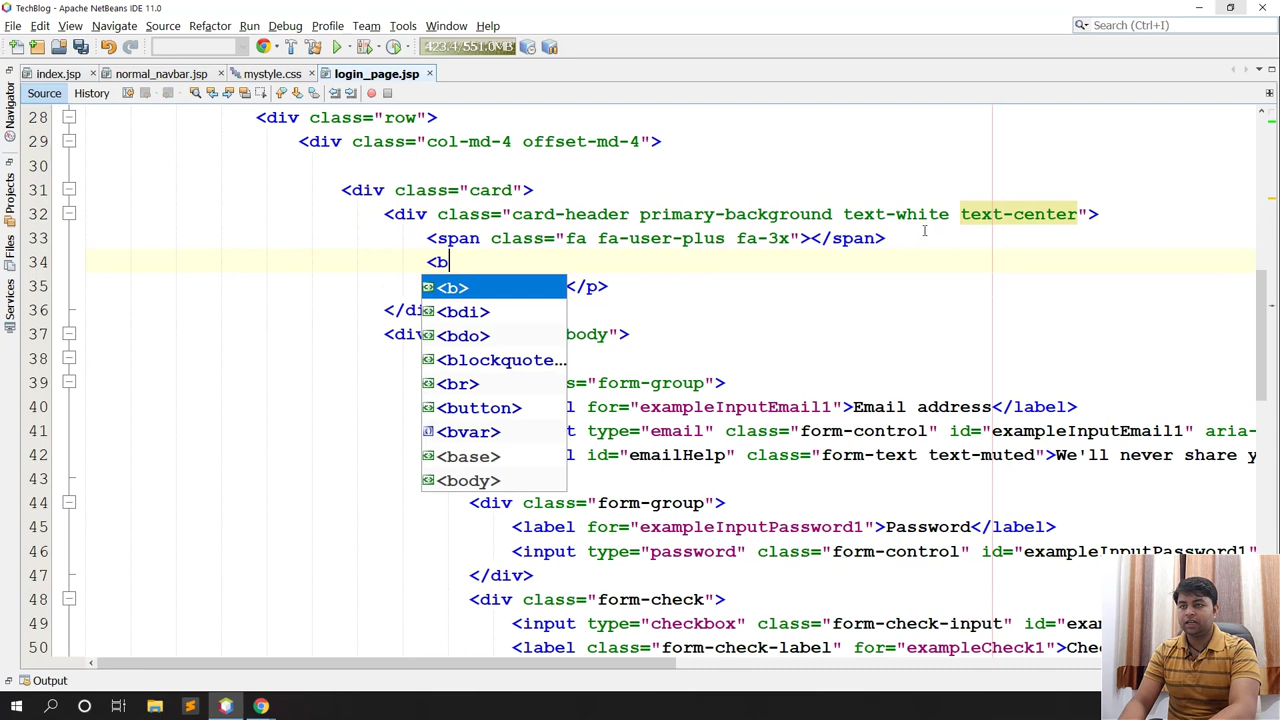 TechBlog - Apache NetBeans IDE 11.0
File Edit View Navigate Source Refactor Run Debug Profile Team Tools Window Help
Search (Ctrl+I)
423.4/551.0MB
index.jsp normal_navbar.jsp mystyle.css login_page.jsp
Source History
Navigator
Projects
Files
Services
28 <div class="row">
29 <div class="col-md-4 offset-md-4">
30
31 <div class="card">
32 <div class="card-header primary-background text-white text-center">
33 <span class="fa fa-user-plus fa-3x"></span>
34 <b
35 </p>
36 </di
37 <div body">
38
39 s="form-group">
40 l for="exampleInputEmail1">Email address</label>
41 t type="email" class="form-control" id="exampleInputEmail1" aria-
42 l id="emailHelp" class="form-text text-muted">We'll never share y
43
44 <div class="form-group">
45 <label for="exampleInputPassword1">Password</label>
46 <input type="password" class="form-control" id="exampleInputPassword1"
47 </div>
48 <div class="form-check">
49 <input type="checkbox" class="form-check-input" id="exa
50 <label class="form-check-label" for="exampleCheck1">Che
<b>
<bdi>
<bdo>
<blockquote...
<br>
<button>
<bvar>
<base>
<body>
Output